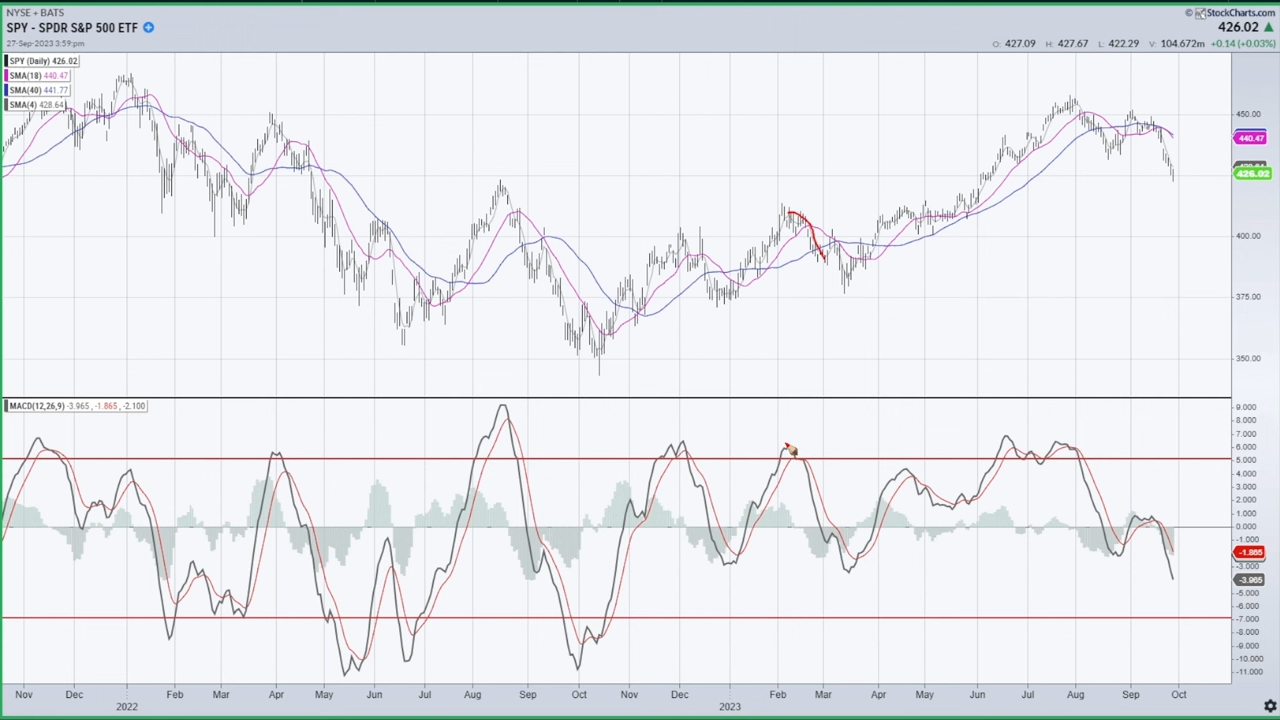 NYSE + BATS
© StockCharts.com
SPY - SPDR S&P 500 ETF
426.02
27-Sep-2023 3:59:pm
O: 427.09 H: 427.67 L: 422.29 V: 104.672m +0.14 (+0.03%)
SPY (Daily) 426.02
SMA(18) 440.47
SMA(40) 441.77
SMA(4) 428.64
450.00
440.47
426.02
400.00
375.00
350.00
MACD(12,26,9) -3.965, -1.865, -2.100
9.000
8.000
7.000
6.000
5.000
4.000
3.000
2.000
1.000
0.000
-1.000
-1.865
-3.000
-3.965
-5.000
-6.000
-7.000
-8.000
-9.000
-10.000
-11.000
Nov Dec Feb Mar Apr May Jun Jul Aug Sep Oct Nov Dec Feb Mar Apr May Jun Jul Aug Sep Oct
2022 2023